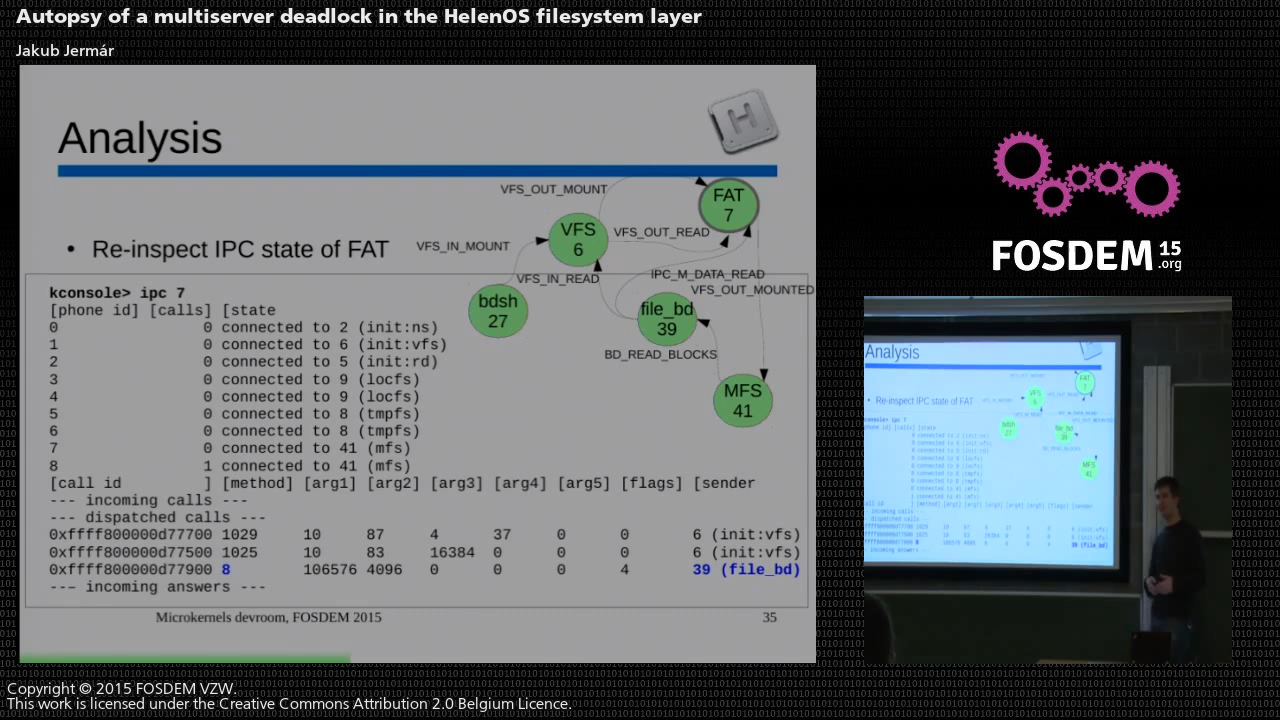 Autopsy of a multiserver deadlock in the HelenOS filesystem layer
Jakub Jermár
Analysis
H
• Re-inspect IPC state of FAT
VFS_OUT_MOUNT
FAT
7
VFS
6
VFS_OUT_READ
VFS_IN_MOUNT
VFS_IN_READ
IPC_M_DATA_READ
VFS_OUT_MOUNTED
bdsh
27
file_bd
39
BD_READ_BLOCKS
MFS
41
kconsole> ipc 7
[phone id] [calls] [state
0 0 connected to 2 (init:ns)
1 0 connected to 6 (init:vfs)
2 0 connected to 5 (init:rd)
3 0 connected to 9 (locfs)
4 0 connected to 9 (locfs)
5 0 connected to 8 (tmpfs)
6 0 connected to 8 (tmpfs)
7 0 connected to 41 (mfs)
8 1 connected to 41 (mfs)
[call id ] [method] [arg1] [arg2] [arg3] [arg4] [arg5] [flags] [sender
--- incoming calls ---
--- dispatched calls ---
0xffff800000d77700 1029 10 87 4 37 0 0 6 (init:vfs)
0xffff800000d77500 1025 10 83 16384 0 0 0 6 (init:vfs)
0xffff800000d77900 8 106576 4096 0 0 0 4 39 (file_bd)
--- incoming answers ---
Microkernels devroom, FOSDEM 2015 35
FOSDEM 15
.org
Analysis
• Re-inspect IPC state of FAT
Copyright © 2015 FOSDEM VZW.
This work is licensed under the Creative Commons Attribution 2.0 Belgium Licence.